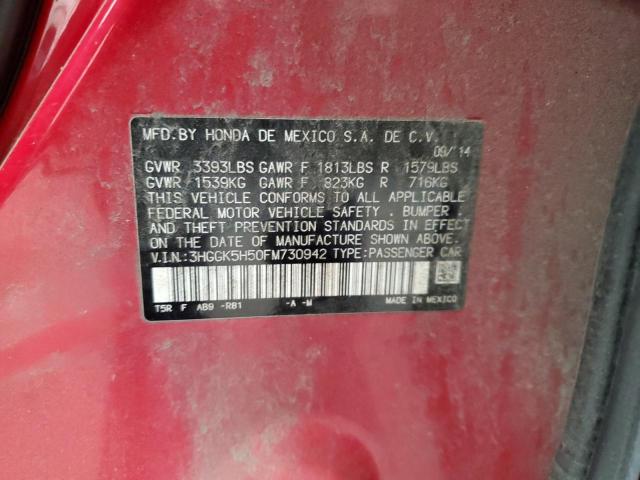 MFD.BY HONDA DE MEXICO S.A. DE C.V.
09/'14
GVWR 3393LBS GAWR F 1813LBS R 1579LBS
GVWR 1539KG GAWR F 823KG R 716KG
THIS VEHICLE CONFORMS TO ALL APPLICABLE
FEDERAL MOTOR VEHICLE SAFETY , BUMPER
AND THEFT PREVENTION STANDARDS IN EFFECT
ON THE DATE OF MANUFACTURE SHOWN ABOVE.
V.I.N.:3HGGK5H50FM730942 TYPE:PASSENGER CAR
T5R F AB9 -R81 -A -M MADE IN MEXICO